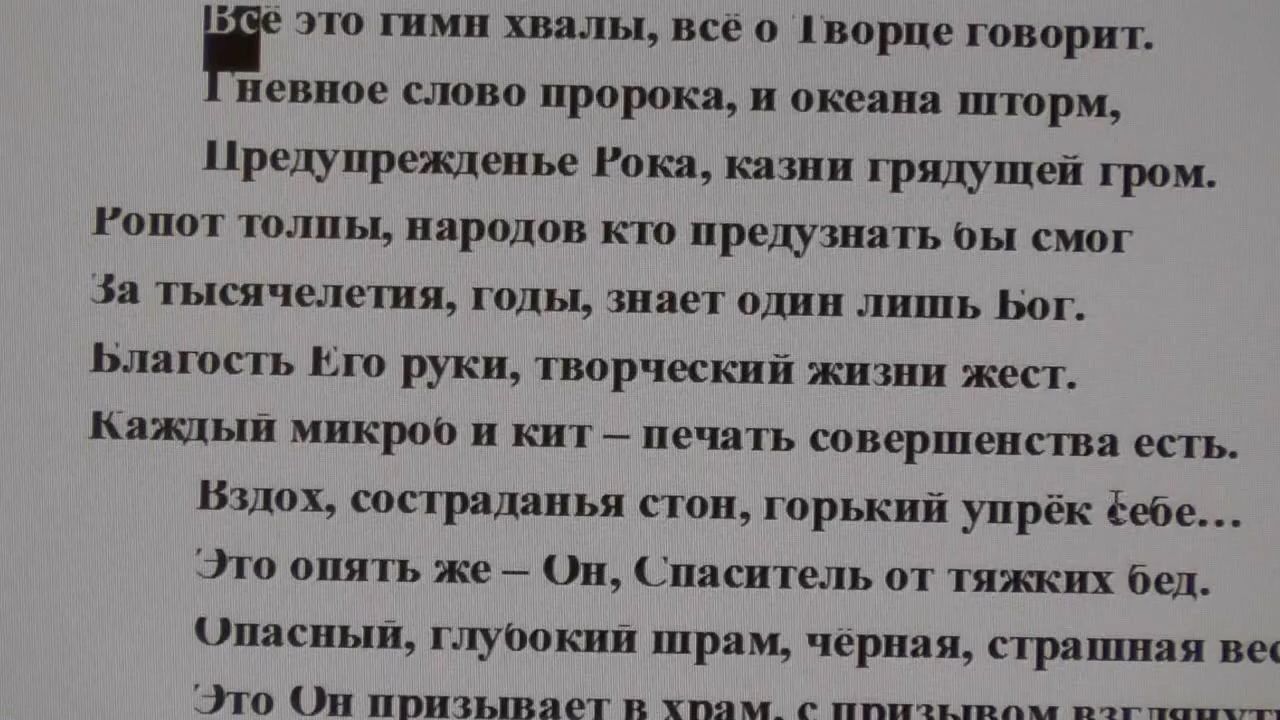 Всё это гимн хвалы, всё о Творце говорит.
Гневное слово пророка, и океана шторм,
Предупрежденье Рока, казни грядущей гром.
Ропот толпы, народов кто предузнать бы смог
За тысячелетия, годы, знает один лишь Бог.
Благость Его руки, творческий жизни жест.
Каждый микроб и кит – печать совершенства есть.
Вздох, состраданья стон, горький упрёк себе...
Это опять же – Он, Спаситель от тяжких бед.
Опасный, глубокий шрам, чёрная, страшная
Это Он призывает в храм, с призывом